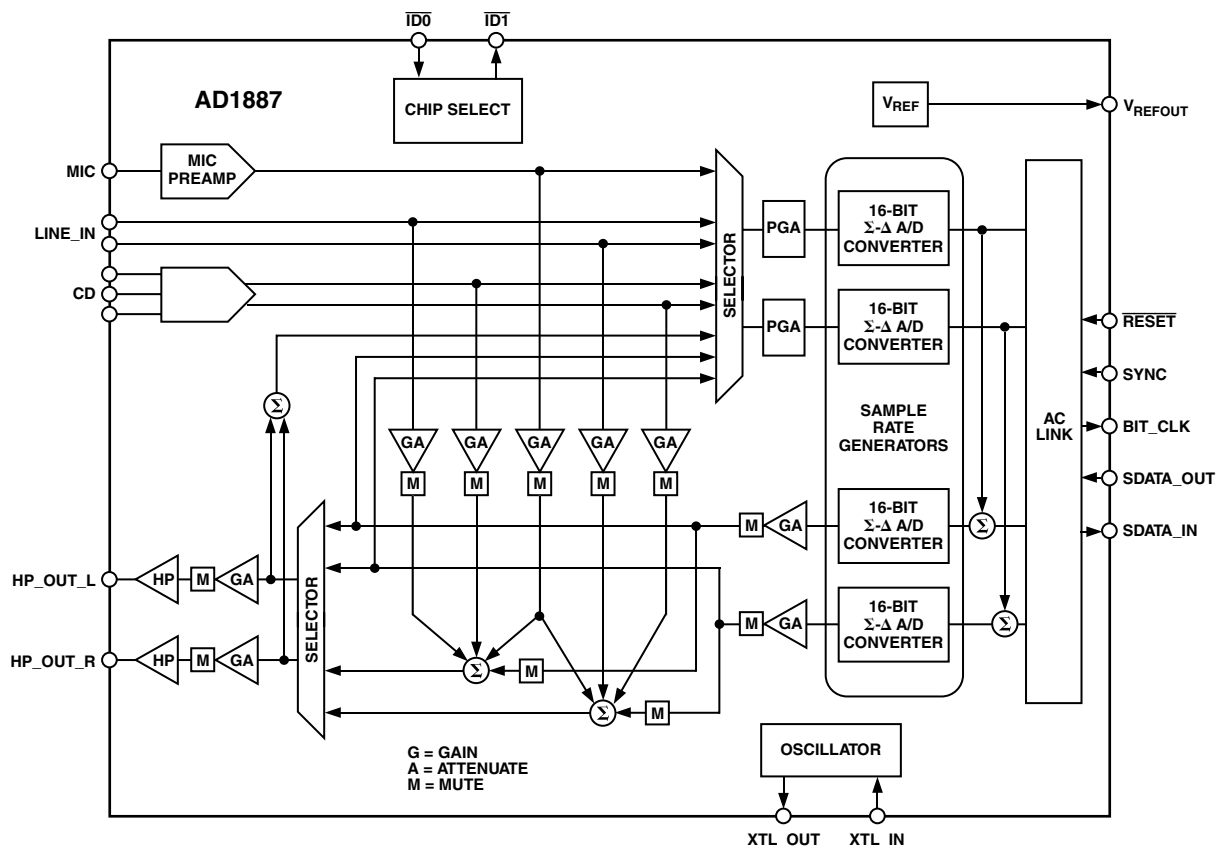 ID0
ID1
AD1887
CHIP SELECT
VREF
VREFOUT
MIC
MIC
PREAMP
LINE_IN
CD
SELECTOR
PGA
16-BIT
Σ-Δ A/D
CONVERTER
PGA
16-BIT
Σ-Δ A/D
CONVERTER
SAMPLE
RATE
GENERATORS
AC
LINK
RESET
SYNC
BIT_CLK
SDATA_OUT
SDATA_IN
Σ
GA
GA
GA
GA
GA
M
M
M
M
M
M
GA
16-BIT
Σ-Δ A/D
CONVERTER
Σ
M
GA
16-BIT
Σ-Δ A/D
CONVERTER
Σ
HP_OUT_L
HP
M
GA
SELECTOR
HP_OUT_R
HP
M
GA
Σ
M
Σ
M
G = GAIN
A = ATTENUATE
M = MUTE
OSCILLATOR
XTL_OUT
XTL_IN